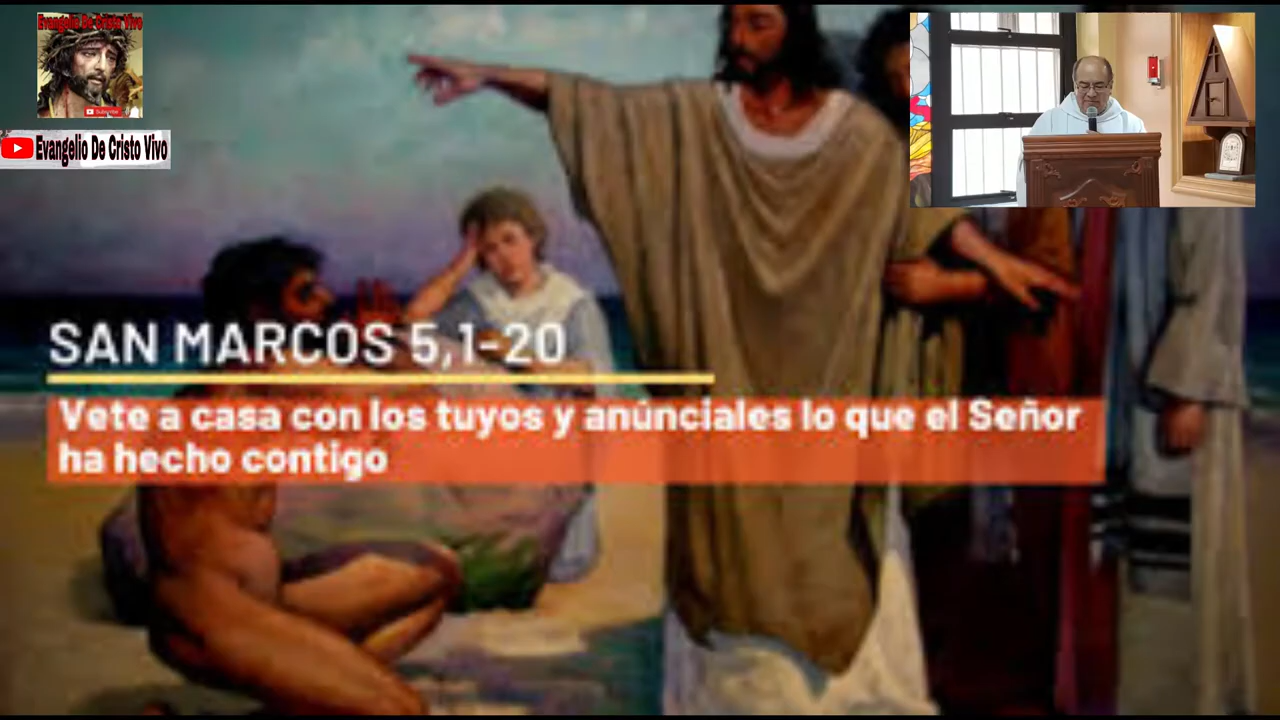 Evangelio De Cristo Vivo
Evangelio De Cristo Vivo
SAN MARCOS 5,1-20
Vete a casa con los tuyos y anúnciales lo que el Señor
ha hecho contigo